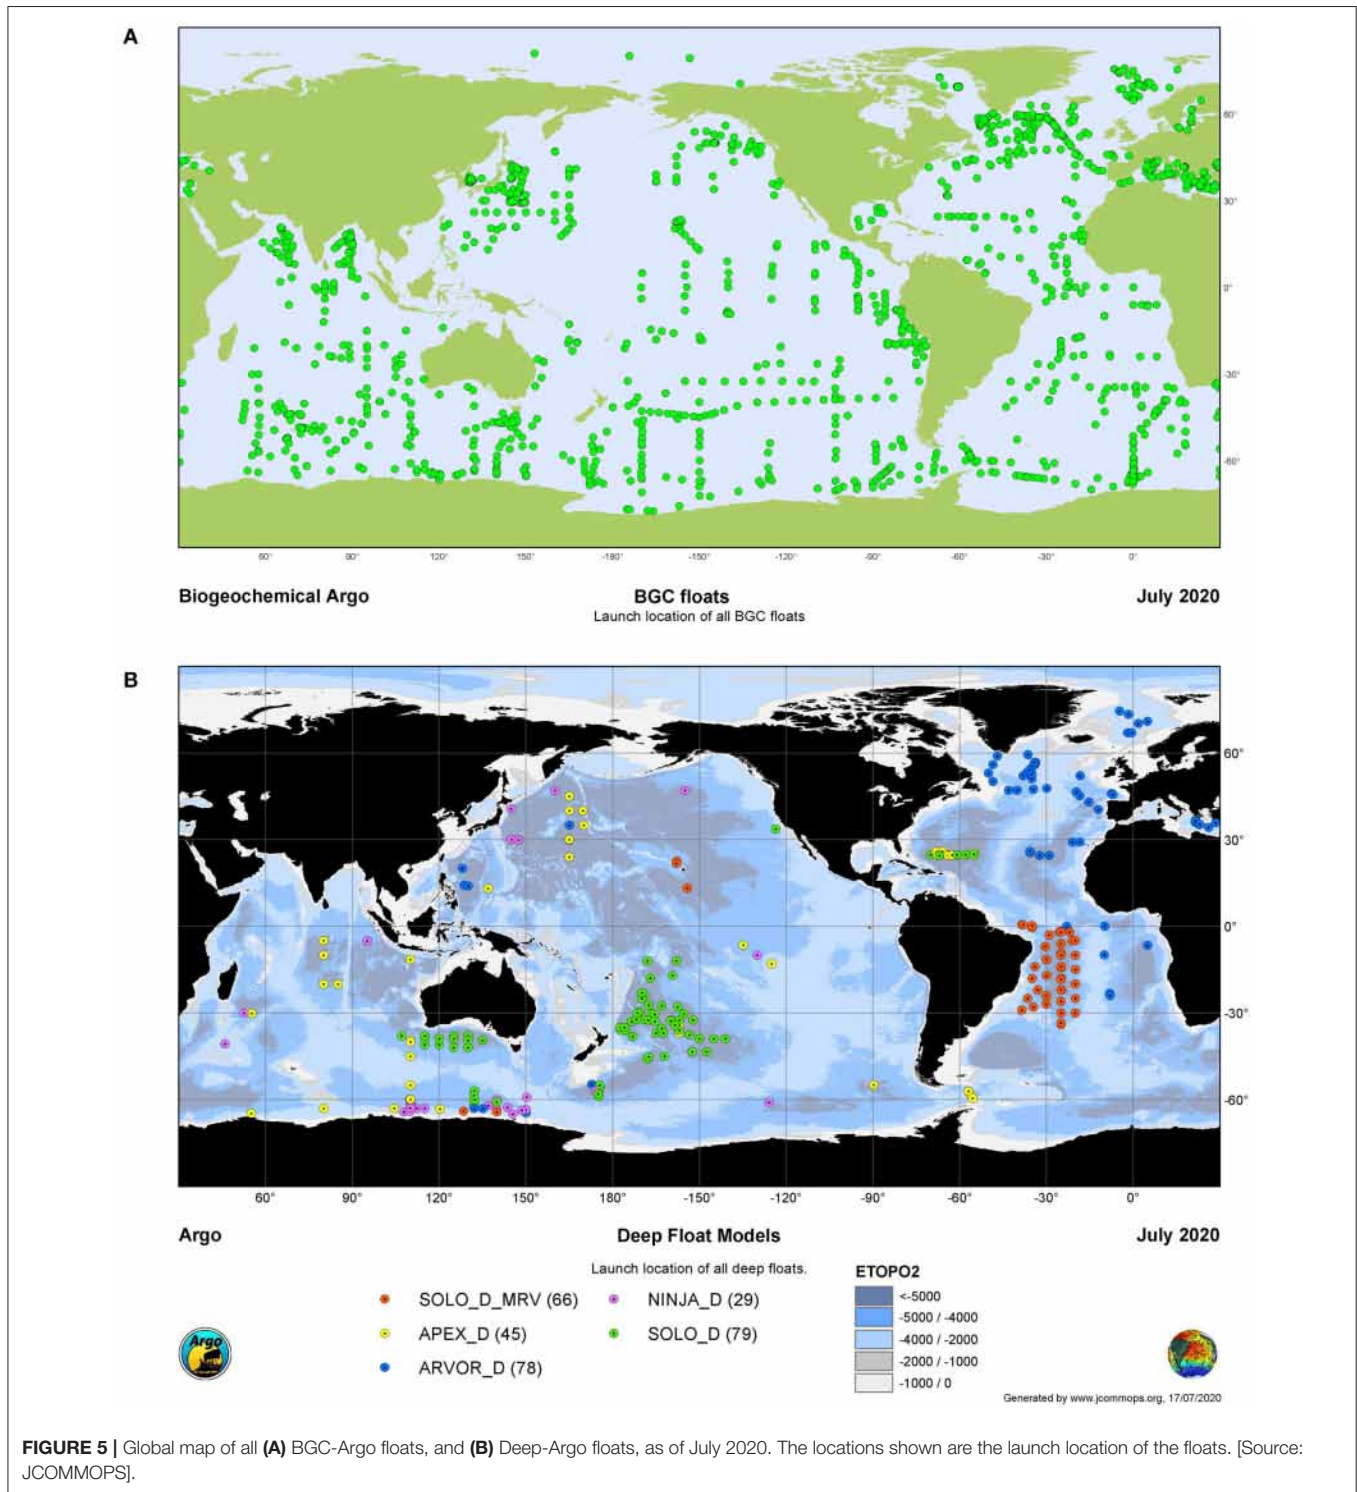 A
60°
30°
0°
-30°
-60°
60°
90°
120°
150°
-180°
-150°
-120°
-90°
-60°
-30°
0°
Biogeochemical Argo
BGC floats
July 2020
Launch location of all BGC floats
B
60°
30°
0°
-30°
-60°
60°
90°
120°
150°
-180°
-150°
-120°
-90°
-60°
-30°
0°
Argo
Deep Float Models
July 2020
Launch location of all deep floats.
SOLO_D_MRV (66)
NINJA_D (29)
APEX_D (45)
SOLO_D (79)
ARVOR_D (78)
ETOPO2
<-5000
-5000 / -4000
-4000 / -2000
-2000 / -1000
-1000 / 0
Argo
Generated by www.jcommops.org, 17/07/2020
FIGURE 5 | Global map of all (A) BGC-Argo floats, and (B) Deep-Argo floats, as of July 2020. The locations shown are the launch location of the floats. [Source:
JCOMMOPS].